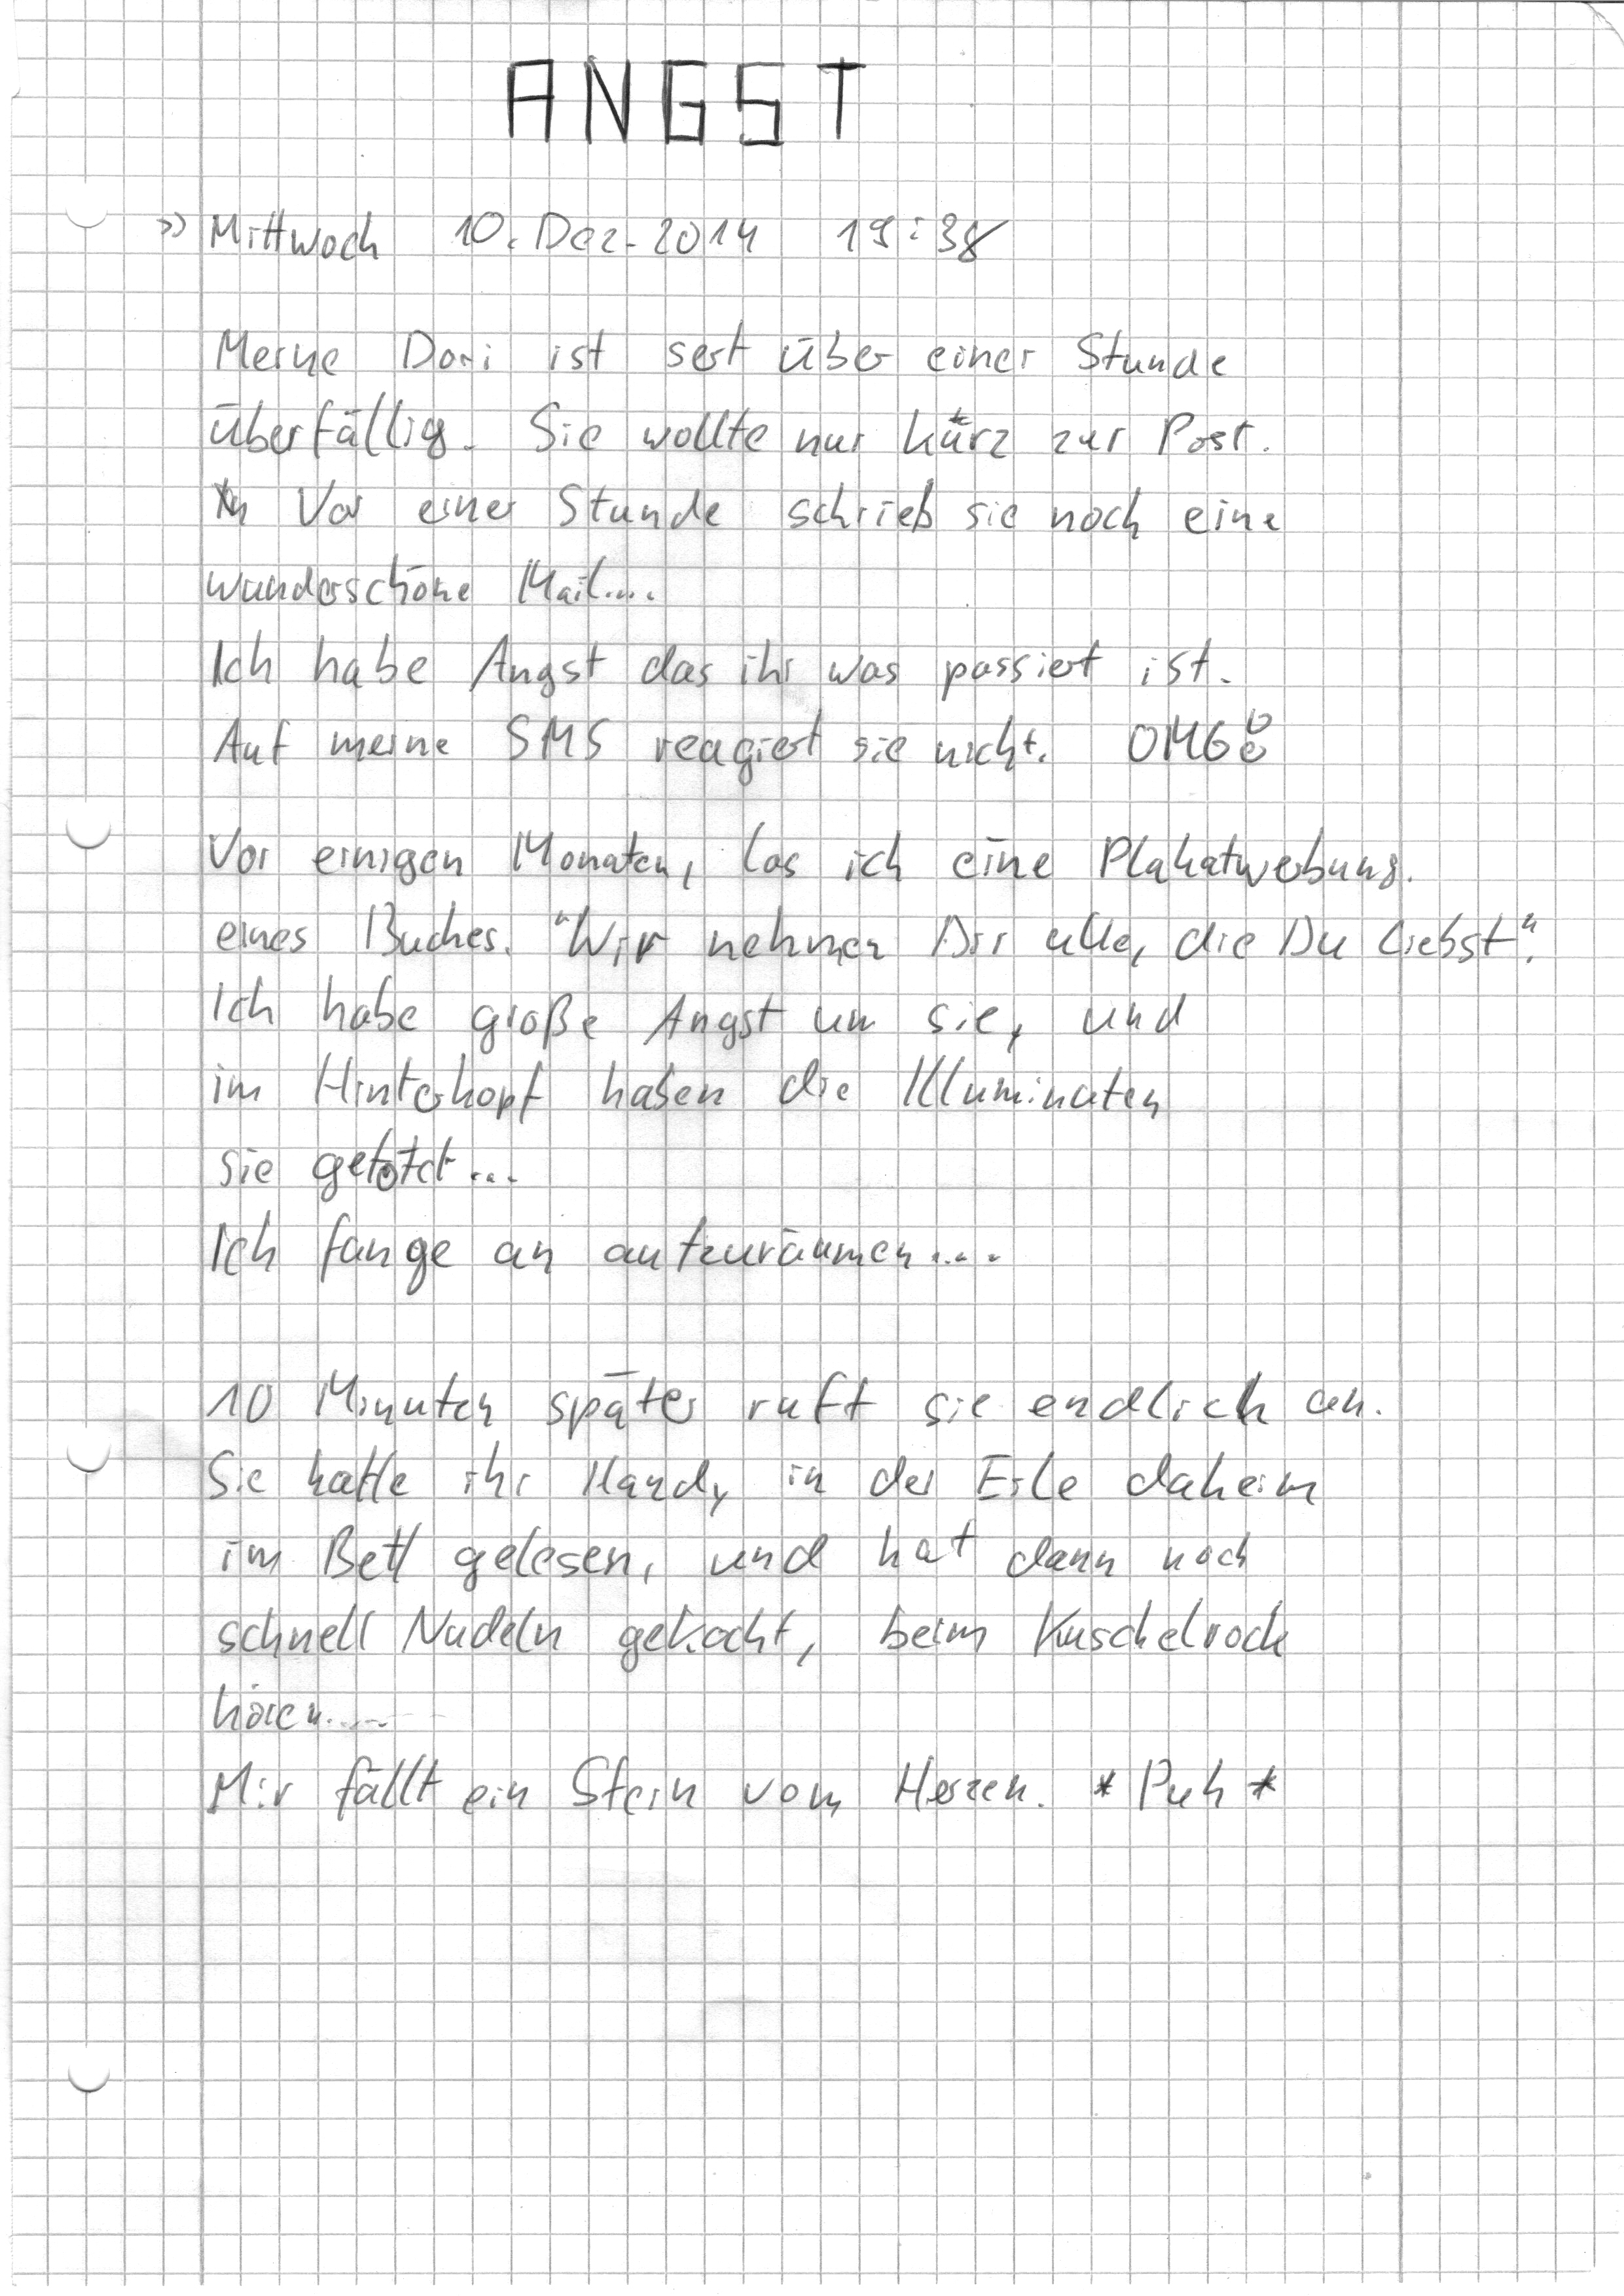 ANGST
» Mittwoch 10. Dez. 2014 19:38
Meine Dori ist seit über einer Stunde
überfällig. Sie wollte nur kurz zur Post.
Vor einer Stunde schrieb sie noch eine
wunderschöne Mail....
Ich habe Angst das ihr was passiert ist.
Auf meine SMS reagiert sie nicht. OMG
Vor einigen Monaten, las ich eine Plakatwerbung.
eines Buches. "Wir nehmen Dir alle, die Du liebst".
Ich habe große Angst um sie, und
im Hinterkopf haben die Illuminaten
sie getötet...
Ich fange an aufzuräumen....
10 Minuten später ruft sie endlich an.
Sie hatte ihr Handy in der Eile daheim
im Bett gelesen, und hat dann noch
schnell Nudeln gekocht, beim Kuschelrock
hören.....
Mir fällt ein Stein vom Herzen. *Puh*